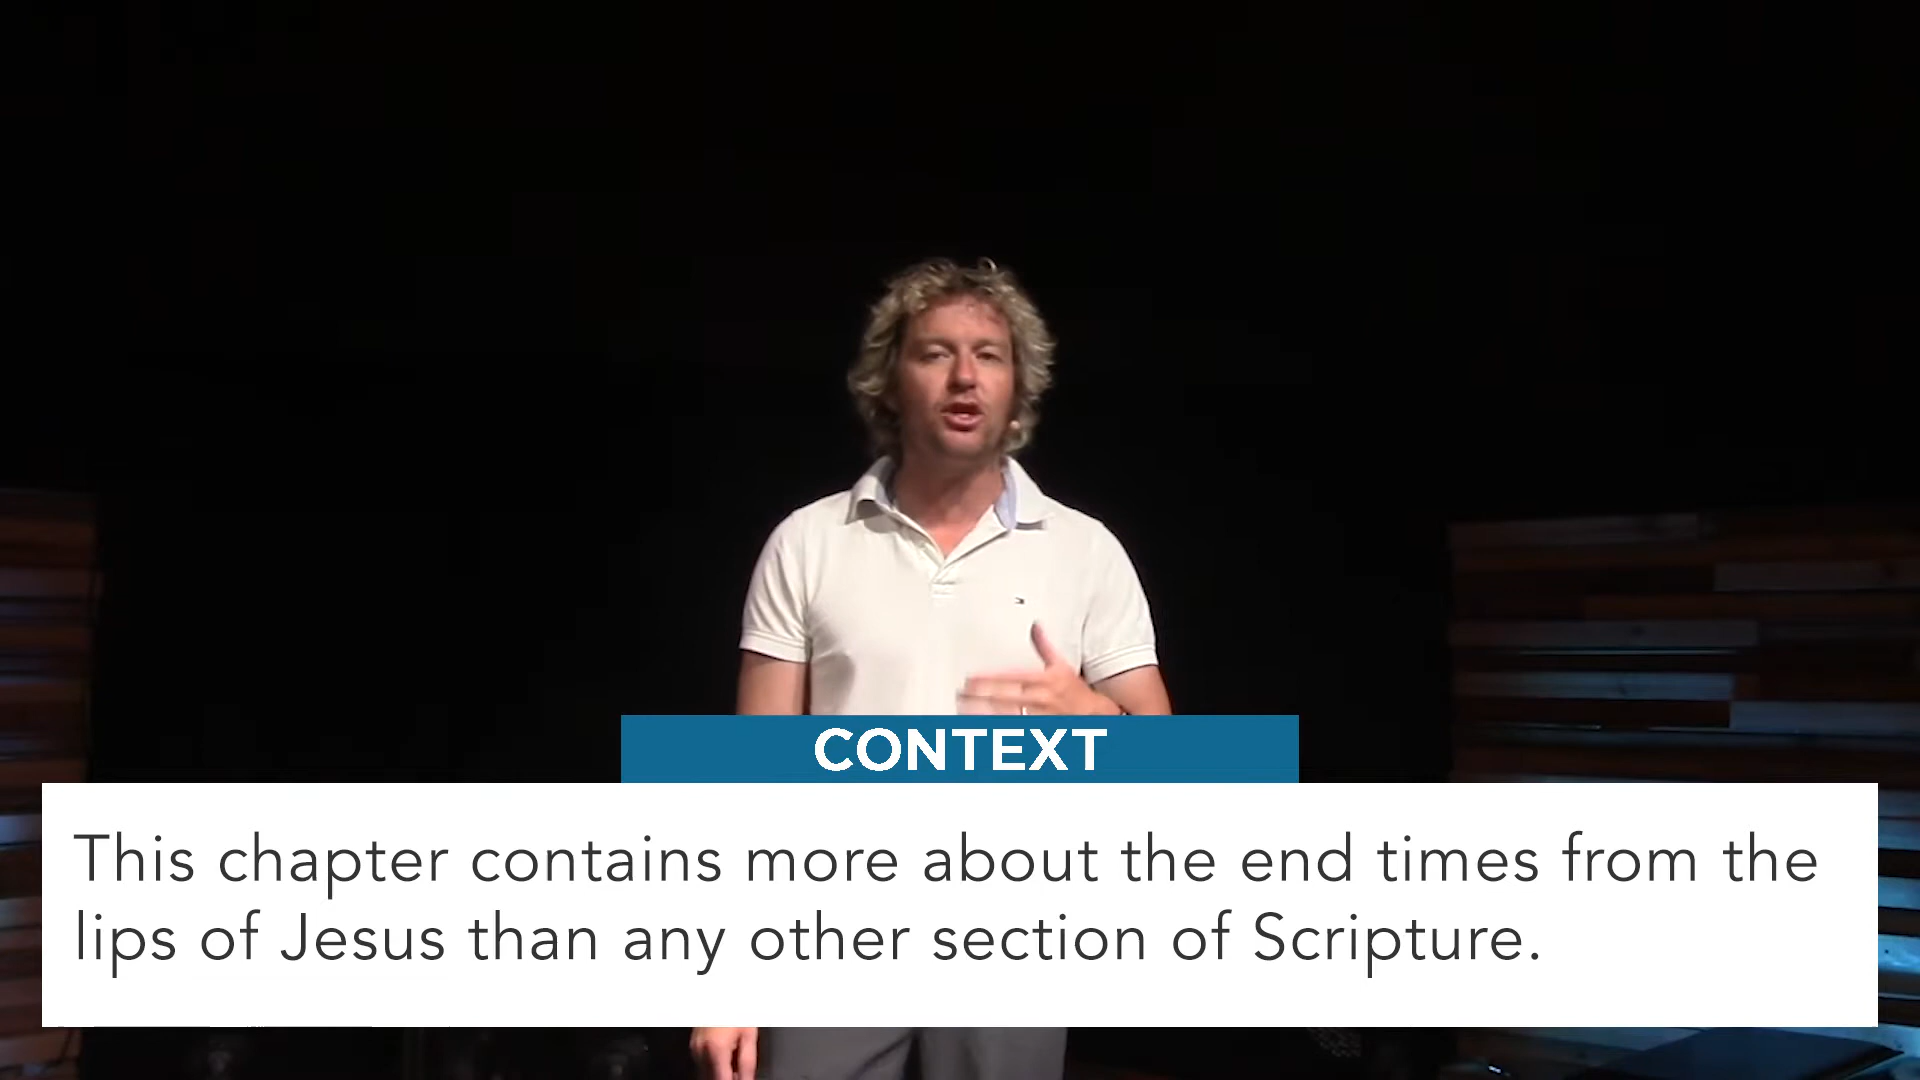 CONTEXT
This chapter contains more about the end times from the
lips of Jesus than any other section of Scripture.